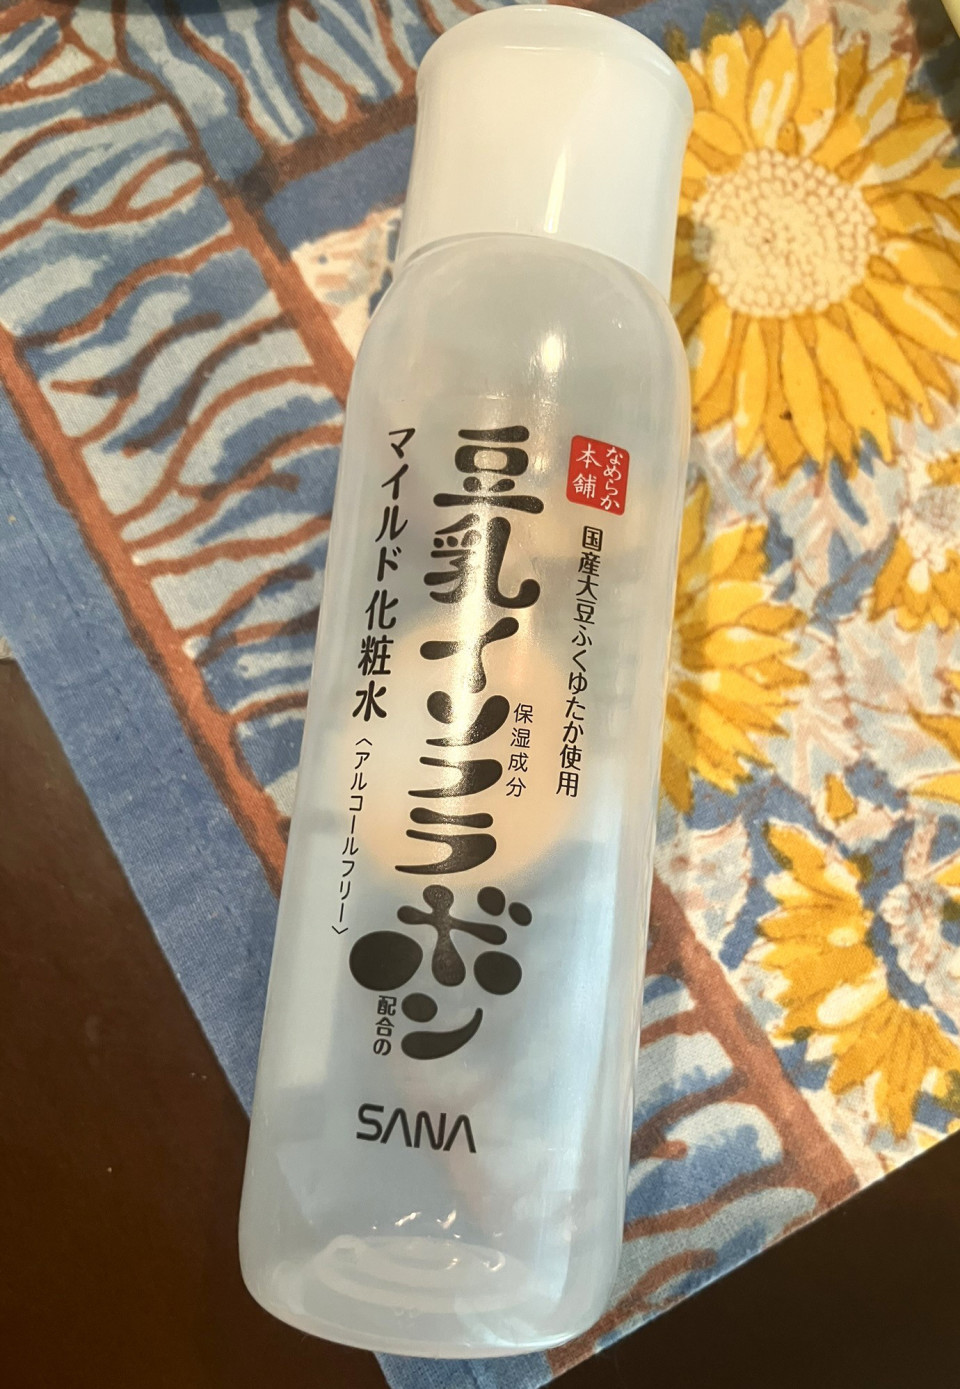 なめらか
本舗
国産大豆ふくゆたか使用
保湿成分
豆乳イソフラボン
配合の
マイルド化粧水
〈アルコールフリー〉
SANA